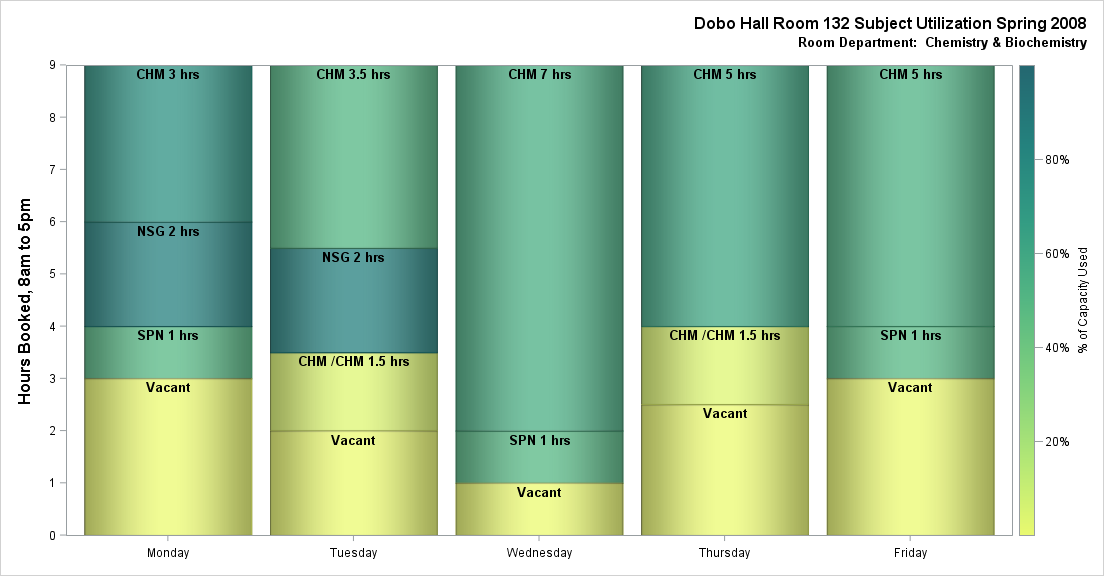 Dobo Hall Room 132 Subject Utilization Spring 2008
Room Department:  Chemistry & Biochemistry
Hours Booked, 8am to 5pm
9
8
7
6
5
4
3
2
1
0
CHM 3 hrs
NSG 2 hrs
SPN 1 hrs
Vacant
CHM 3.5 hrs
NSG 2 hrs
CHM /CHM 1.5 hrs
Vacant
CHM 7 hrs
SPN 1 hrs
Vacant
CHM 5 hrs
CHM /CHM 1.5 hrs
Vacant
CHM 5 hrs
SPN 1 hrs
Vacant
Monday
Tuesday
Wednesday
Thursday
Friday
80%
60%
40%
20%
% of Capacity Used